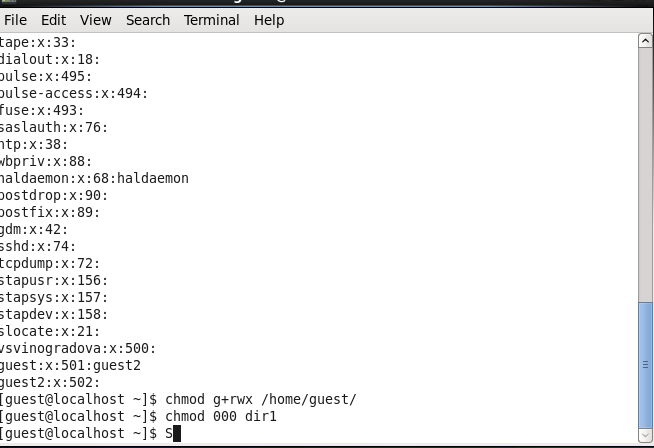 File Edit View Search Terminal Help
tape:x:33:
dialout:x:18:
pulse:x:495:
pulse-access:x:494:
fuse:x:493:
saslauth:x:76:
ntp:x:38:
wbpriv:x:88:
haldaemon:x:68:haldaemon
postdrop:x:90:
postfix:x:89:
gdm:x:42:
sshd:x:74:
tcpdump:x:72:
stapusr:x:156:
stapsys:x:157:
stapdev:x:158:
slocate:x:21:
vsvinogradova:x:500:
guest:x:501:guest2
guest2:x:502:
[guest@localhost ~]$ chmod g+rwx /home/guest/
[guest@localhost ~]$ chmod 000 dir1
[guest@localhost ~]$ S